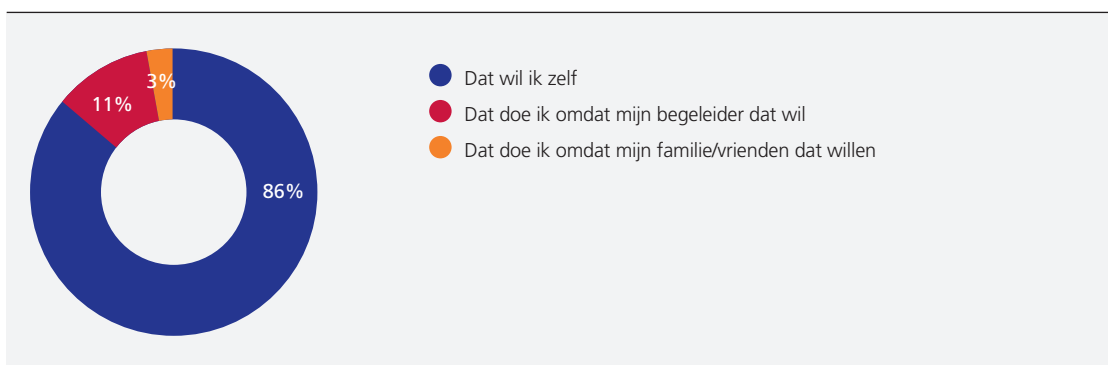 3%
11%
86%
Dat wil ik zelf
Dat doe ik omdat mijn begeleider dat wil
Dat doe ik omdat mijn familie/vrienden dat willen